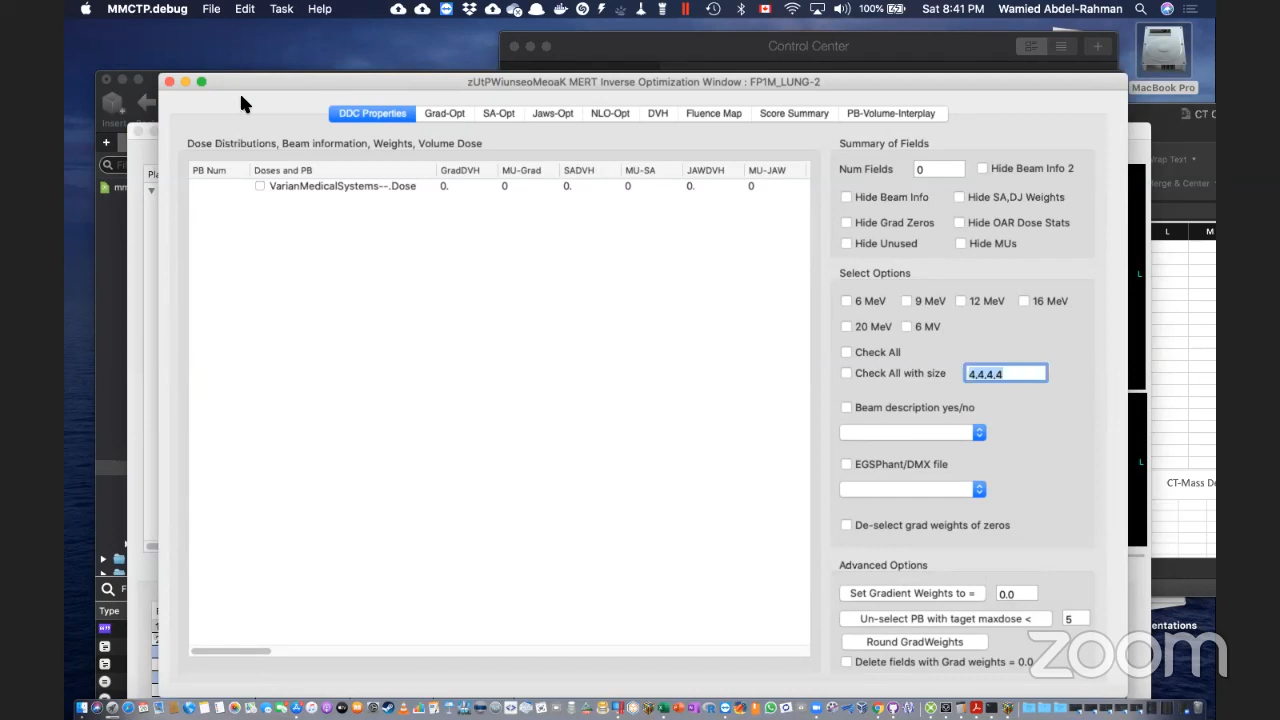 MMCTP.debug File Edit Task Help 100% Sat 8:41 PM Wamied Abdel-Rahman
Control Center
zUtPWiunseoMeoaK MERT Inverse Optimization Window : FP1M_LUNG-2
MacBook Pro
Insert
DDC Properties Grad-Opt SA-Opt Jaws-Opt NLO-Opt DVH Fluence Map Score Summary PB-Volume-Interplay
CT C
Dose Distributions, Beam information, Weights, Volume Dose
Summary of Fields
Wrap Text
PB Num Doses and PB GradDVH MU-Grad SADVH MU-SA JAWDVH MU-JAW
Num Fields 0 Hide Beam Info 2
Merge & Center
VarianMedicalSystems--.Dose 0. 0 0. 0 0. 0
Hide Beam Info Hide SA,DJ Weights
Hide Grad Zeros Hide OAR Dose Stats
L M
Hide Unused Hide MUs
L
Select Options
6 MeV 9 MeV 12 MeV 16 MeV
20 MeV 6 MV
Check All
Check All with size 4,4,4,4
Beam description yes/no
L
EGSPhant/DMX file
CT-Mass De
De-select grad weights of zeros
Advanced Options
Set Gradient Weights to = 0.0
Type
Un-select PB with taget maxdose < 5
entations
Round GradWeights
Delete fields with Grad weights = 0.0
zoom